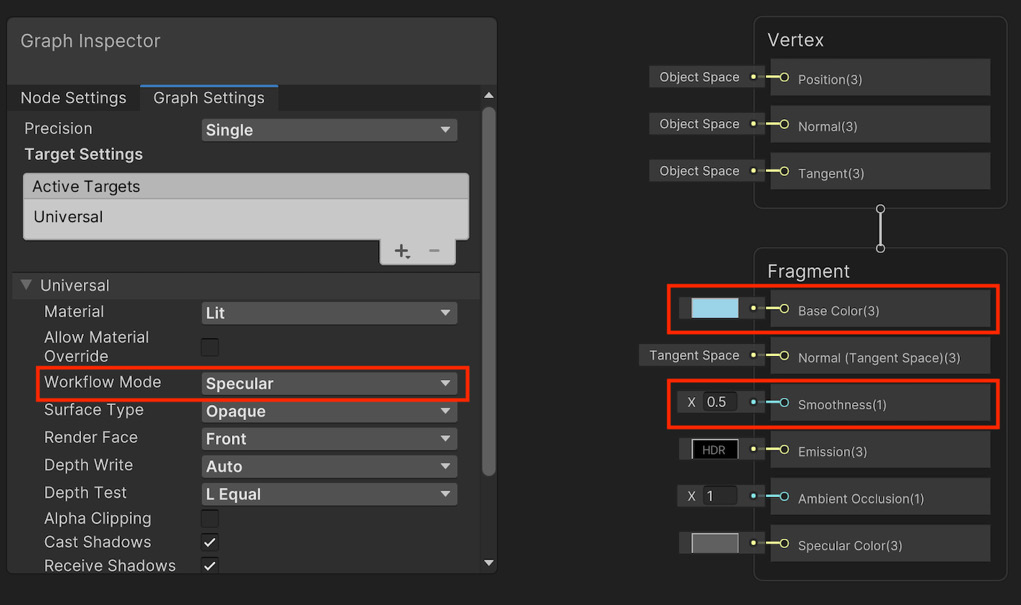 Graph Inspector
Node Settings
Graph Settings
Precision
Single
Target Settings
Active Targets
Universal
Universal
Material
Lit
Allow Material
Override
Workflow Mode
Specular
Surface Type
Opaque
Render Face
Front
Depth Write
Auto
Depth Test
L Equal
Alpha Clipping
Cast Shadows
Receive Shadows
Vertex
Object Space
Position(3)
Object Space
Normal(3)
Object Space
Tangent(3)
Fragment
Base Color(3)
Tangent Space
Normal (Tangent Space)(3)
X 0.5
Smoothness(1)
HDR
Emission(3)
X 1
Ambient Occlusion(1)
Specular Color(3)